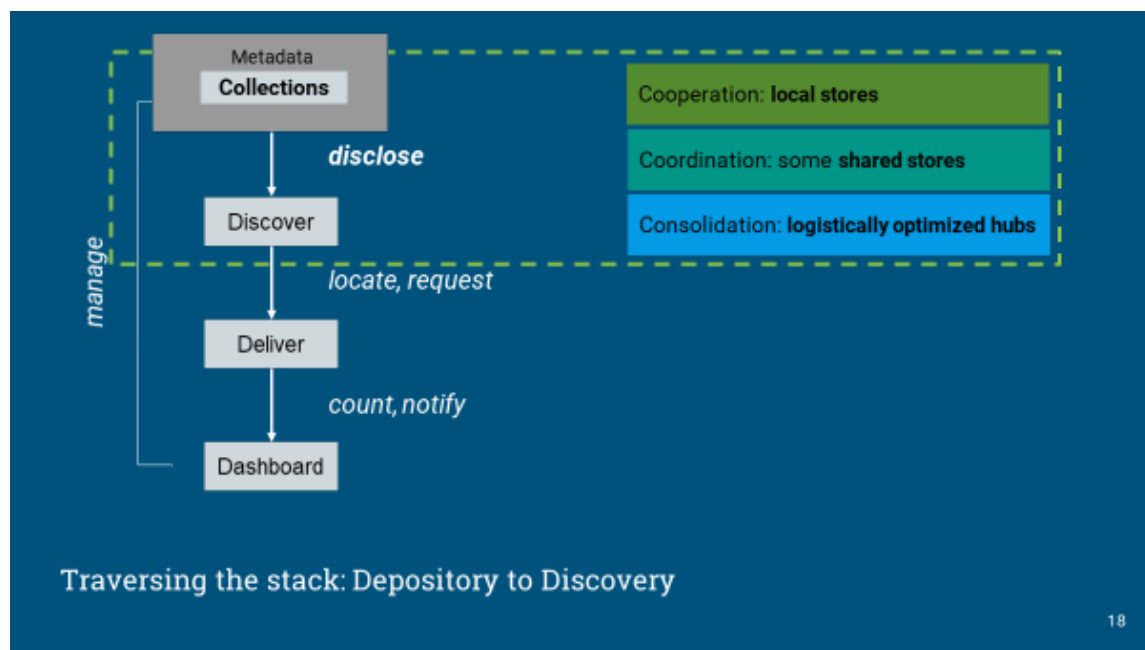 Metadata
Collections
disclose
Discover
locate, request
Deliver
count, notify
Dashboard
manage
Cooperation: local stores
Coordination: some shared stores
Consolidation: logistically optimized hubs
Traversing the stack: Depository to Discovery
18